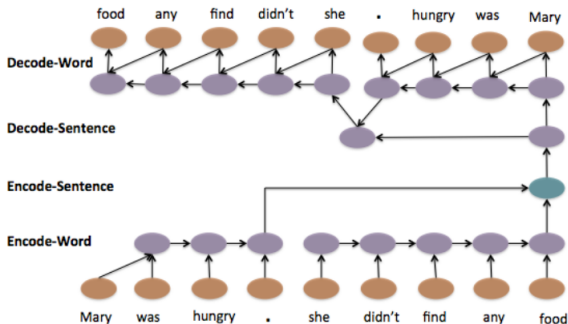 food any find didn't she . hungry was Mary
Decode-Word
Decode-Sentence
Encode-Sentence
Encode-Word
Mary was hungry . she didn't find any food